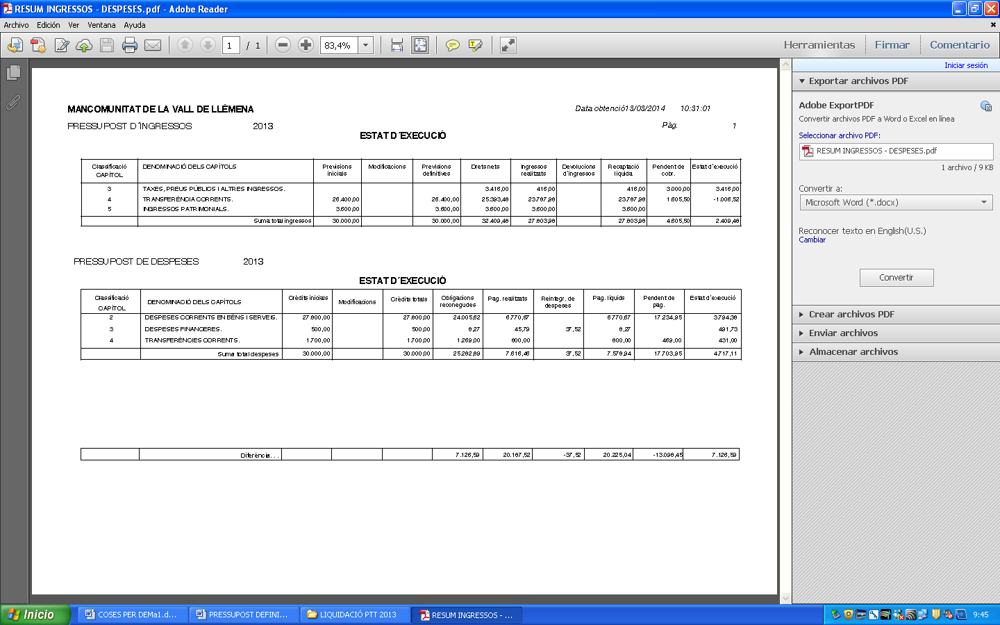 RESUM INGRESSOS - DESPESES.pdf - Adobe Reader
Archivo Edición Ver Ventana Ayuda
1 / 1 83,4% Herramientas Firmar Comentario
Iniciar sesión
Exportar archivos PDF
Adobe ExportPDF
Convertir archivos PDF a Word o Excel en línea
Seleccionar archivo PDF:
RESUM INGRESSOS - DESPESES.pdf
1 archivo / 9 KB
Convertir a:
Microsoft Word (*.docx)
Reconocer texto en English(U.S.)
Cambiar
Convertir
Crear archivos PDF
Enviar archivos
Almacenar archivos
MANCOMUNITAT DE LA VALL DE LLÉMENA Data obtenció 10:31:01
PRESSUPOST D´INGRESSOS 2013 Pàg. 1
ESTAT D´EXECUCIÓ
Classificació DENOMINACIÓ DELS CAPÍTOLS Previsions Modificacions Previsions Drets nets Ingressos Devolucions Recaptació Pendent de Estat d'execució
CAPÍTOL inicials definitives realitzats d'ingressos líquida cobr.
3 TAXES, PREUS PÚBLICS I ALTRES INGRESSOS. 3.416,00 416,00 416,00 3.000,00 3.416,00
4 TRANSFERÈNCIA CORRENTS. 26.400,00 26.400,00 25.393,48 23.787,98 23.787,98 1.605,50 -1.006,52
5 INGRESSOS PATRIMONIALS. 3.600,00 3.600,00 3.600,00 3.600,00 3.600,00
Suma total ingressos 30.000,00 30.000,00 32.409,48 27.803,98 27.803,98 4.605,50 2.409,48
PRESSUPOST DE DESPESES 2013
ESTAT D´EXECUCIÓ
Classificació DENOMINACIÓ DELS CAPÍTOLS Crèdits inicials Modificacions Crèdits totals Obligacions Pag. realitzats Reintegr. de Pag. líquids Pendent de Estat d'execució
CAPÍTOL reconegudes despeses pag.
2 DESPESES CORRENTS EN BÉNS I SERVEIS. 27.800,00 27.800,00 24.005,62 6.770,67 6.770,67 17.234,95 3.794,38
3 DESPESES FINANCERES. 500,00 500,00 8,27 45,79 37,52 8,27 491,73
4 TRANSFERÈNCIES CORRENTS. 1.700,00 1.700,00 1.269,00 800,00 800,00 469,00 431,00
Suma total despeses 30.000,00 30.000,00 25.282,89 7.616,46 37,52 7.578,94 17.703,95 4.717,11
Diferència... 7.126,59 20.187,52 -37,52 20.225,04 -13.098,45 7.126,59
Inicio COSES PER DEMa1.d... PRESSUPOST DEFINI... LIQUIDACIÓ PTT 2013 RESUM INGRESSOS - ... 9:45